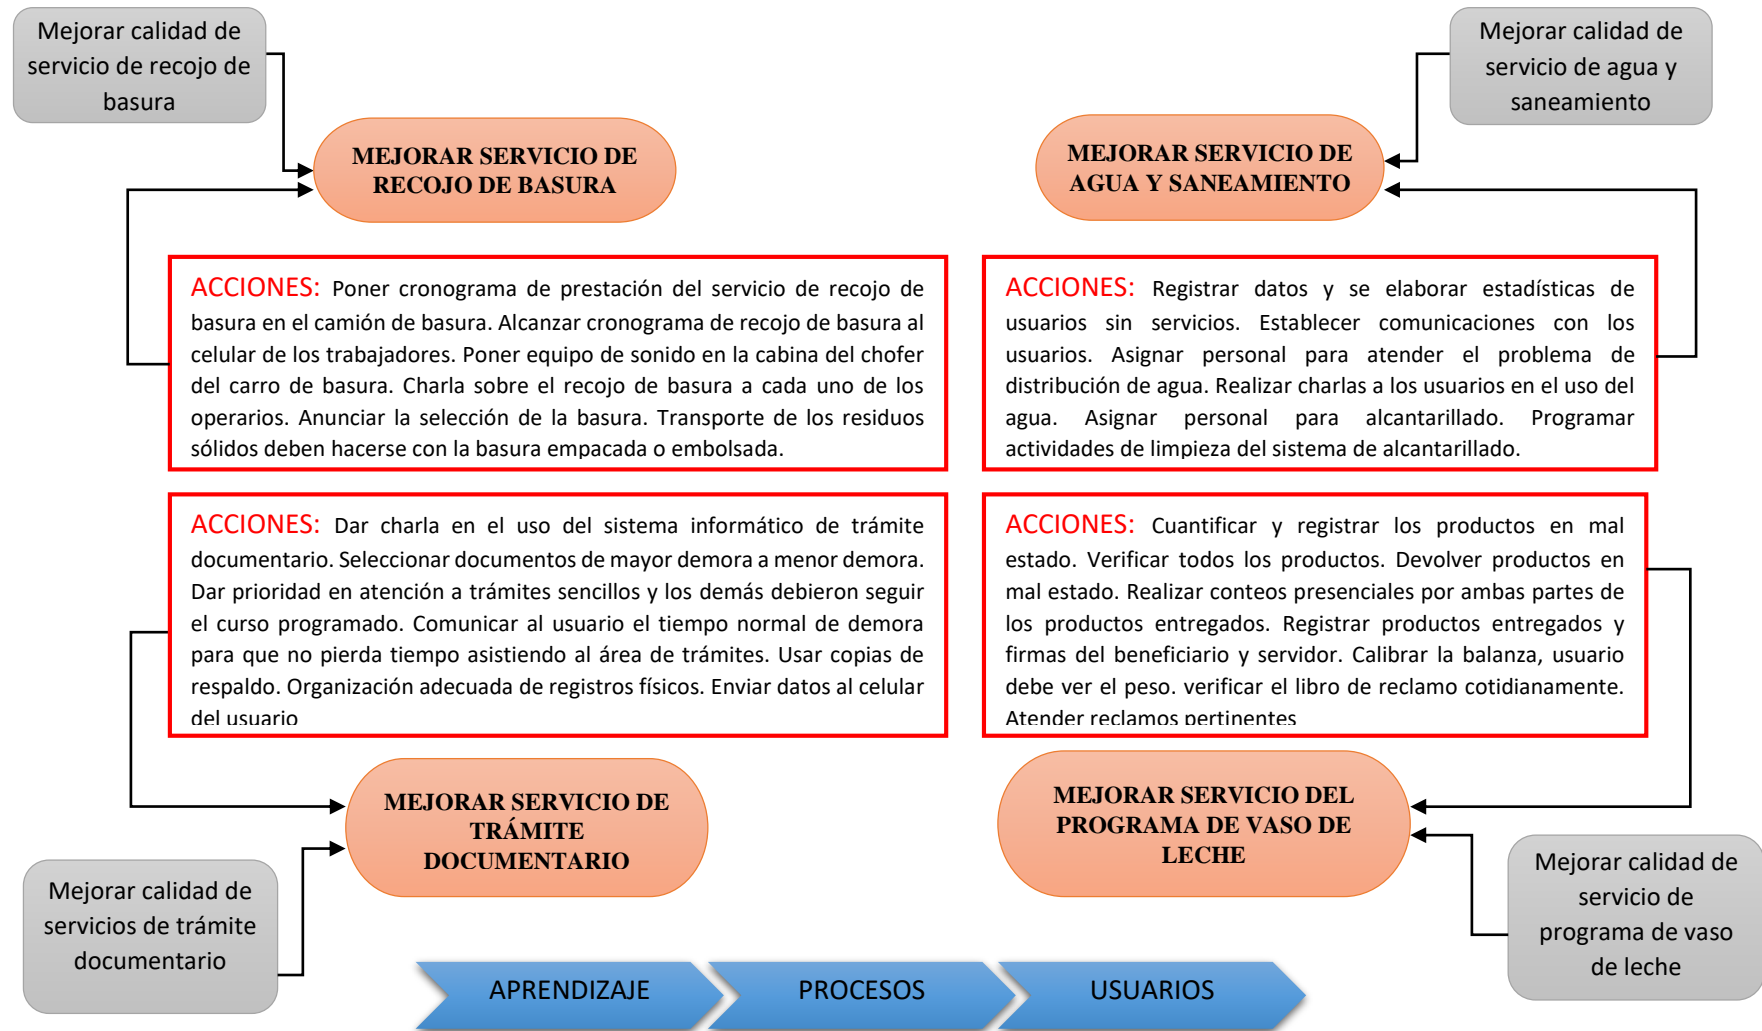 Mejorar calidad de
servicio de recojo de
basura
Mejorar calidad de
servicio de agua y
saneamiento
MEJORAR SERVICIO DE
RECOJO DE BASURA
MEJORAR SERVICIO DE
AGUA Y SANEAMIENTO
ACCIONES: Poner cronograma de prestación del servicio de recojo de
basura en el camión de basura. Alcanzar cronograma de recojo de basura al
celular de los trabajadores. Poner equipo de sonido en la cabina del chofer
del carro de basura. Charla sobre el recojo de basura a cada uno de los
operarios. Anunciar la selección de la basura. Transporte de los residuos
sólidos deben hacerse con la basura empacada o embolsada.
ACCIONES: Registrar datos y se elaborar estadísticas de
usuarios sin servicios. Establecer comunicaciones con los
usuarios. Asignar personal para atender el problema de
distribución de agua. Realizar charlas a los usuarios en el uso del
agua. Asignar personal para alcantarillado. Programar
actividades de limpieza del sistema de alcantarillado.
ACCIONES: Dar charla en el uso del sistema informático de trámite
documentario. Seleccionar documentos de mayor demora a menor demora.
Dar prioridad en atención a trámites sencillos y los demás debieron seguir
el curso programado. Comunicar al usuario el tiempo normal de demora
para que no pierda tiempo asistiendo al área de trámites. Usar copias de
respaldo. Organización adecuada de registros físicos. Enviar datos al celular
del usuario
ACCIONES: Cuantificar y registrar los productos en mal
estado. Verificar todos los productos. Devolver productos en
mal estado. Realizar conteos presenciales por ambas partes de
los productos entregados. Registrar productos entregados y
firmas del beneficiario y servidor. Calibrar la balanza, usuario
debe ver el peso. verificar el libro de reclamo cotidianamente.
Atender reclamos pertinentes
MEJORAR SERVICIO DE
TRÁMITE
DOCUMENTARIO
MEJORAR SERVICIO DEL
PROGRAMA DE VASO DE
LECHE
Mejorar calidad de
servicios de trámite
documentario
Mejorar calidad de
servicio de
programa de vaso
de leche
APRENDIZAJE
PROCESOS
USUARIOS